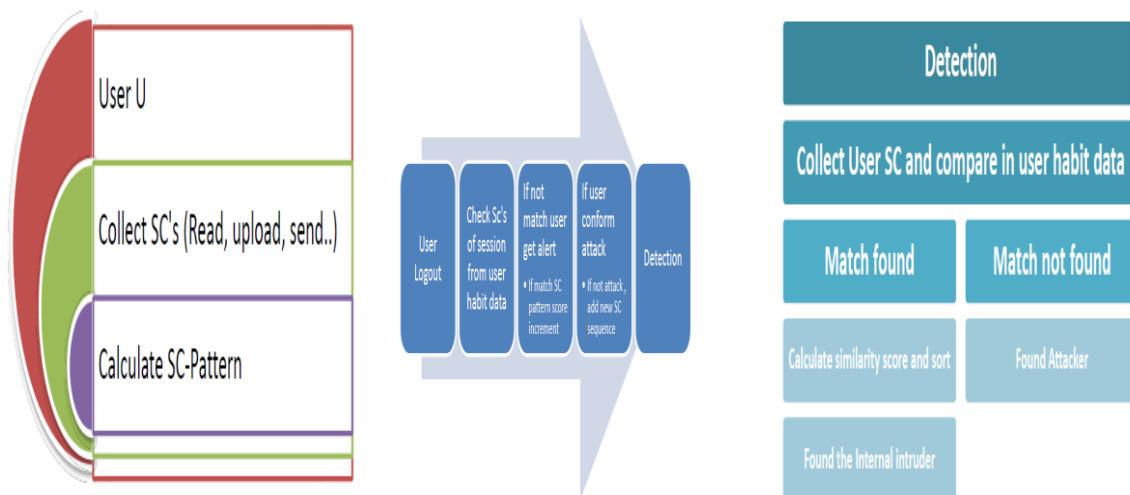 User U
Collect SC's (Read, upload, send..)
Calculate SC-Pattern
User
Logout
Check Sc's
of session
from user
habit data
If not
match user
get alert
• If match SC
pattern score
increment
If user
conform
attack
• If not attack ,
add new SC
sequence
Detection
Detection
Collect User SC and compare in user habit data
Match found
Match not found
Calculate similarity score and sort
Found Attacker
Found the Internal intruder